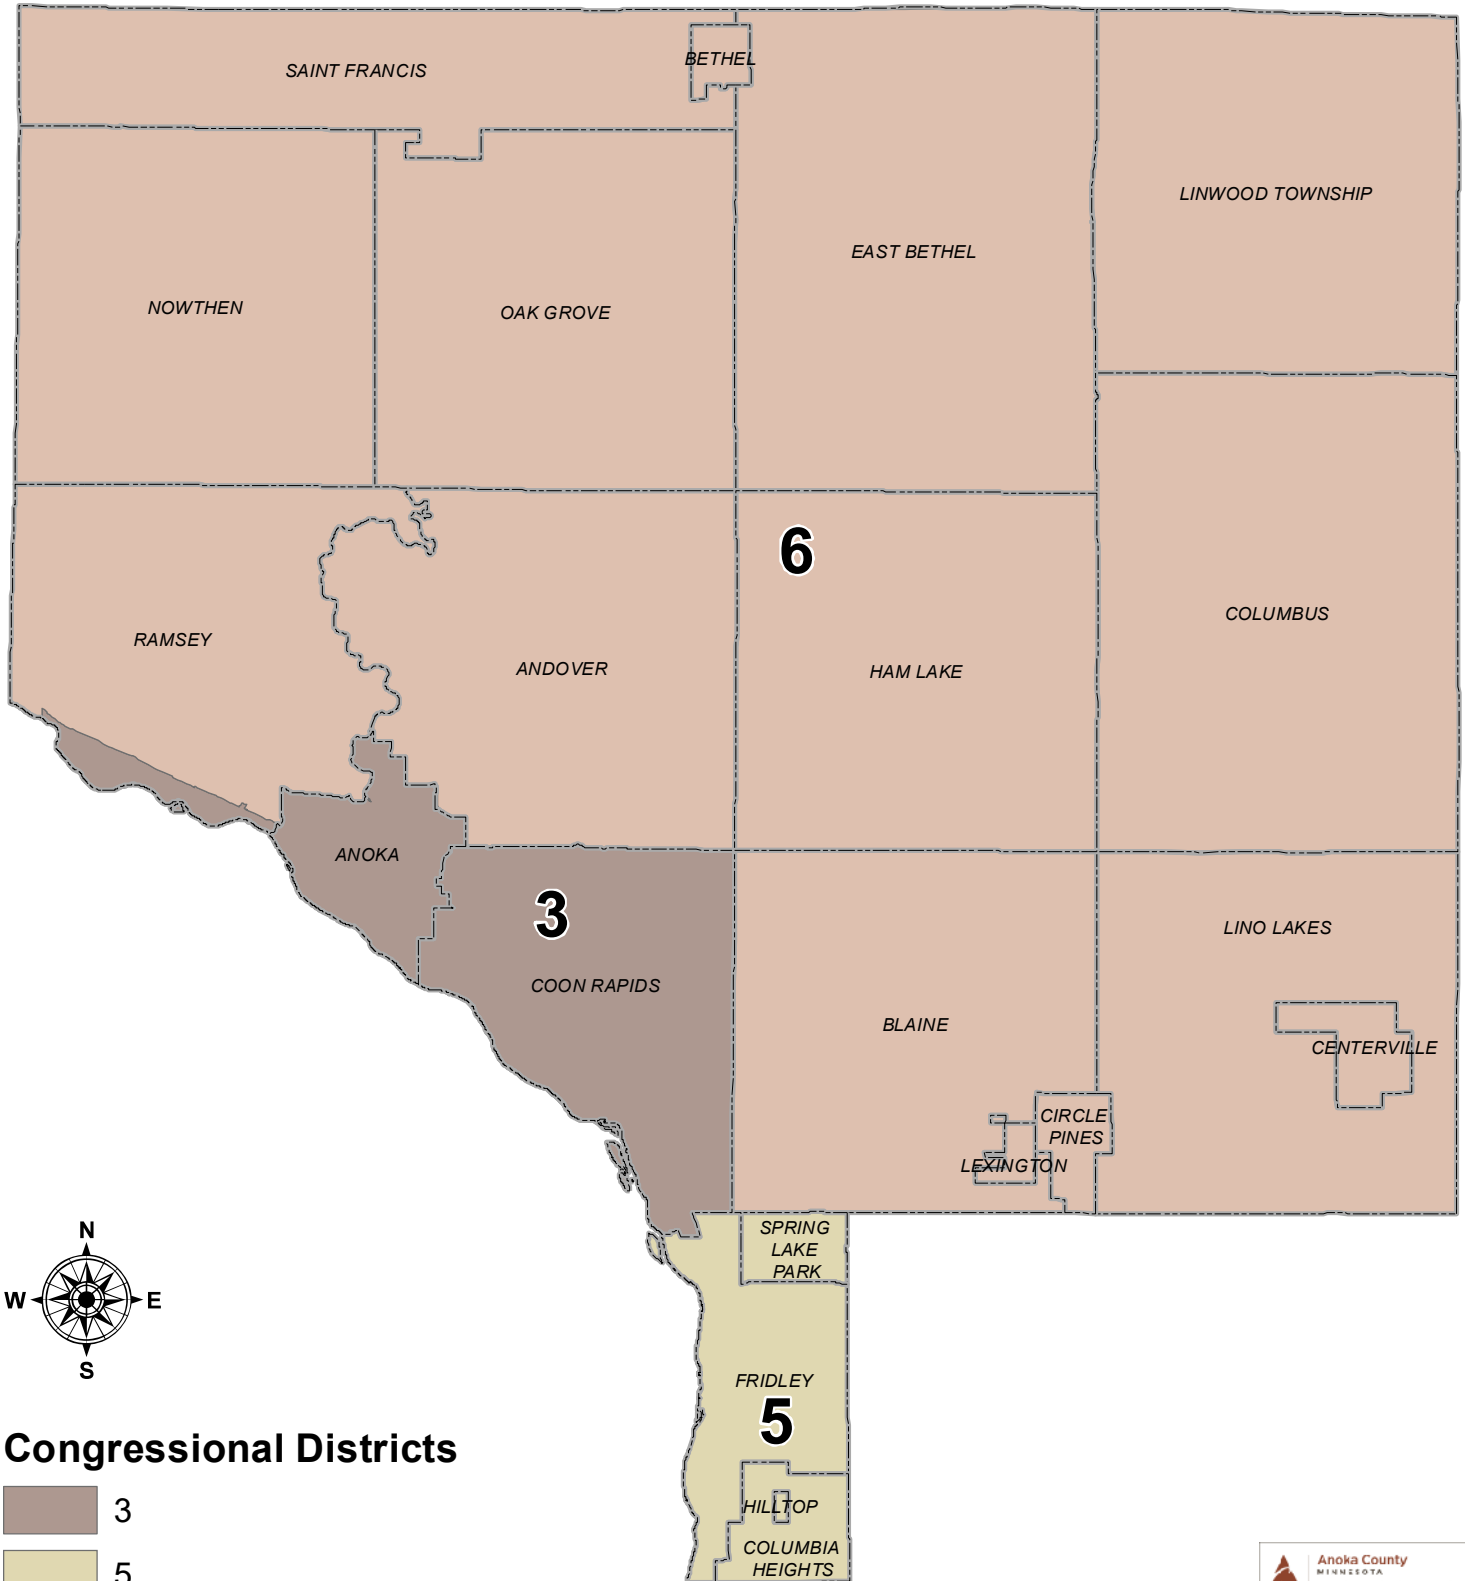 SAINT FRANCIS
BETHEL
LINWOOD TOWNSHIP
EAST BETHEL
NOWTHEN
OAK GROVE
6
COLUMBUS
RAMSEY
ANDOVER
HAM LAKE
ANOKA
3
LINO LAKES
COON RAPIDS
BLAINE
CENTERVILLE
CIRCLE
PINES
LEXINGTON
SPRING
LAKE
PARK
N
W
E
S
FRIDLEY
5
HILLTOP
COLUMBIA
HEIGHTS
Congressional Districts
3
5
Anoka County
MINNESOTA